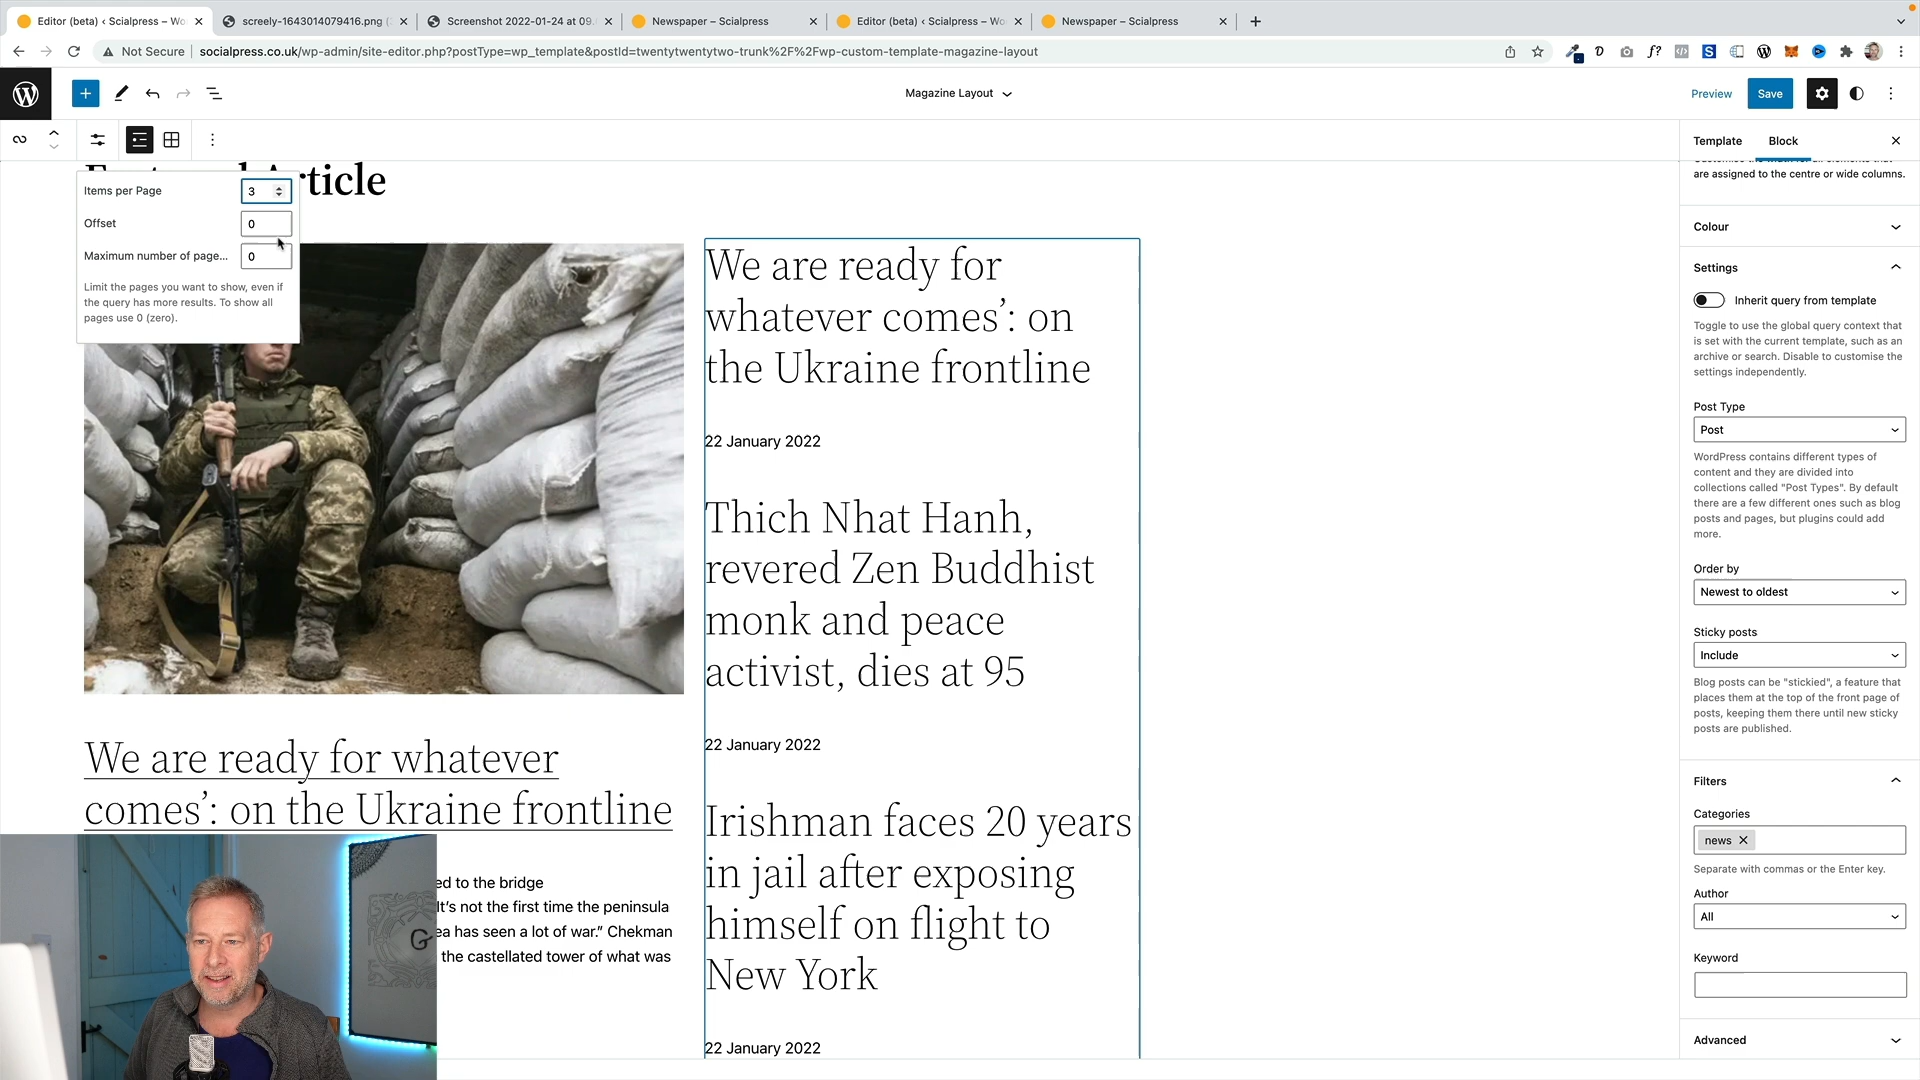 Editor (beta) ‹ Scialpress — Wo
screely-1643014079416.png (
Screenshot 2022-01-24 at 09.
Newspaper – Scialpress
Editor (beta) ‹ Scialpress — Wo
Newspaper – Scialpress
Not Secure
socialpress.co.uk/wp-admin/site-editor.php?postType=wp_template&postId=twentytwentytwo-trunk%2F%2Fwp-custom-template-magazine-layout
Magazine Layout
Preview
Save
Template
Block
rticle
Items per Page
3
Offset
0
Maximum number of page...
0
Limit the pages you want to show, even if
the query has more results. To show all
pages use 0 (zero).
We are ready for whatever
comes’: on the Ukraine frontline
ed to the bridge
It’s not the first time the peninsula
ea has seen a lot of war.” Chekman
the castellated tower of what was
We are ready for
whatever comes’: on
the Ukraine frontline
22 January 2022
Thich Nhat Hanh,
revered Zen Buddhist
monk and peace
activist, dies at 95
22 January 2022
Irishman faces 20 years
in jail after exposing
himself on flight to
New York
22 January 2022
are assigned to the centre or wide columns.
Colour
Settings
Inherit query from template
Toggle to use the global query context that
is set with the current template, such as an
archive or search. Disable to customise the
settings independently.
Post Type
Post
WordPress contains different types of
content and they are divided into
collections called "Post Types". By default
there are a few different ones such as blog
posts and pages, but plugins could add
more.
Order by
Newest to oldest
Sticky posts
Include
Blog posts can be "stickied", a feature that
places them at the top of the front page of
posts, keeping them there until new sticky
posts are published.
Filters
Categories
news
Separate with commas or the Enter key.
Author
All
Keyword
Advanced